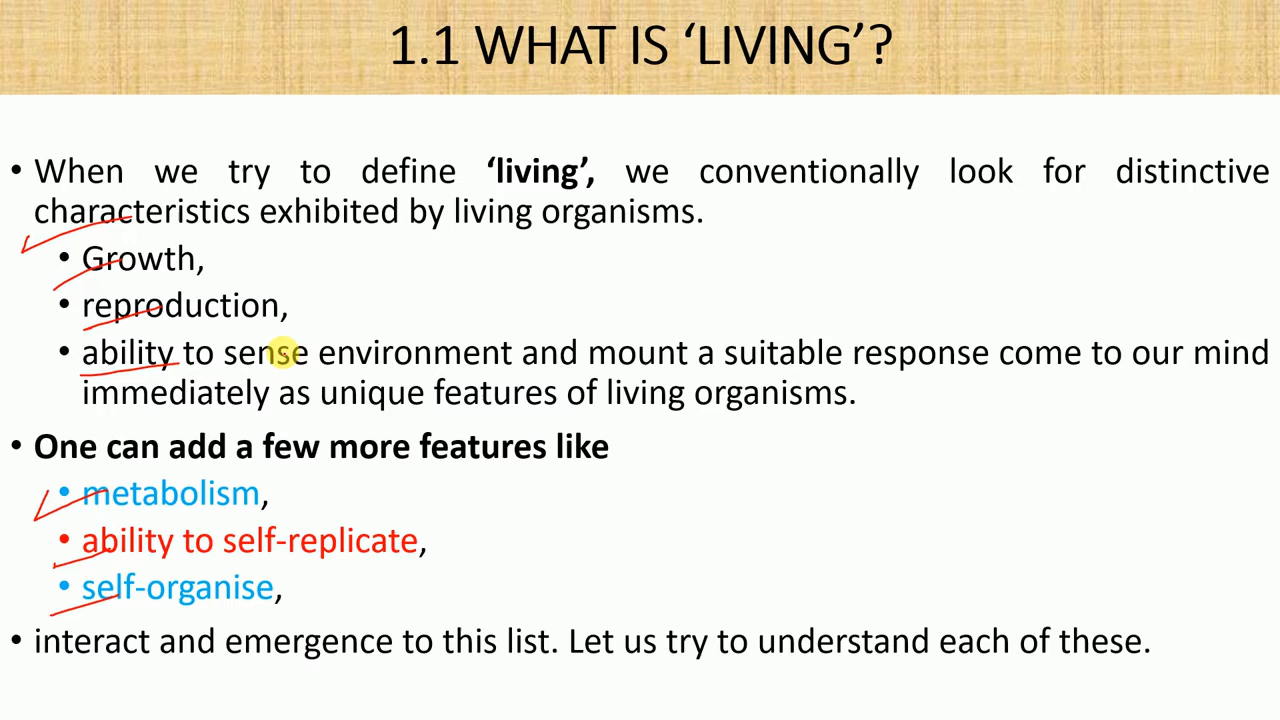 1.1 WHAT IS ‘LIVING’?
• When we try to define ‘living’, we conventionally look for distinctive
characteristics exhibited by living organisms.
• Growth,
• reproduction,
• ability to sense environment and mount a suitable response come to our mind
immediately as unique features of living organisms.
• One can add a few more features like
• metabolism,
• ability to self-replicate,
• self-organise,
• interact and emergence to this list. Let us try to understand each of these.